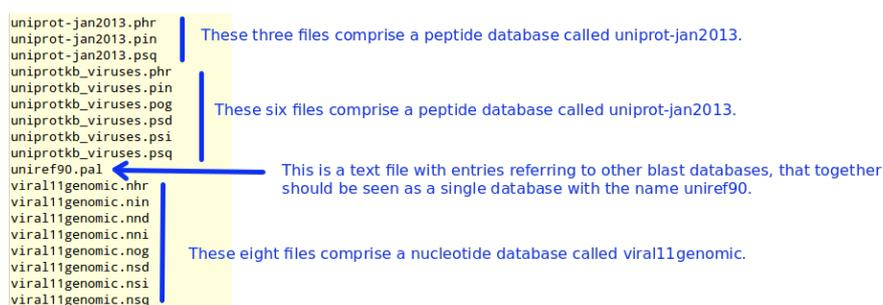 uniprot-jan2013.phr
uniprot-jan2013.pin
uniprot-jan2013.psq
These three files comprise a peptide database called uniprot-jan2013.
uniprotkb_viruses.phr
uniprotkb_viruses.pin
uniprotkb_viruses.pog
uniprotkb_viruses.psd
uniprotkb_viruses.psi
uniprotkb_viruses.psq
These six files comprise a peptide database called uniprot-jan2013.
uniref90.pal
This is a text file with entries referring to other blast databases, that together
should be seen as a single database with the name uniref90.
viral11genomic.nhr
viral11genomic.nin
viral11genomic.nnd
viral11genomic.nni
viral11genomic.nog
viral11genomic.nsd
viral11genomic.nsi
viral11genomic.nsq
These eight files comprise a nucleotide database called viral11genomic.